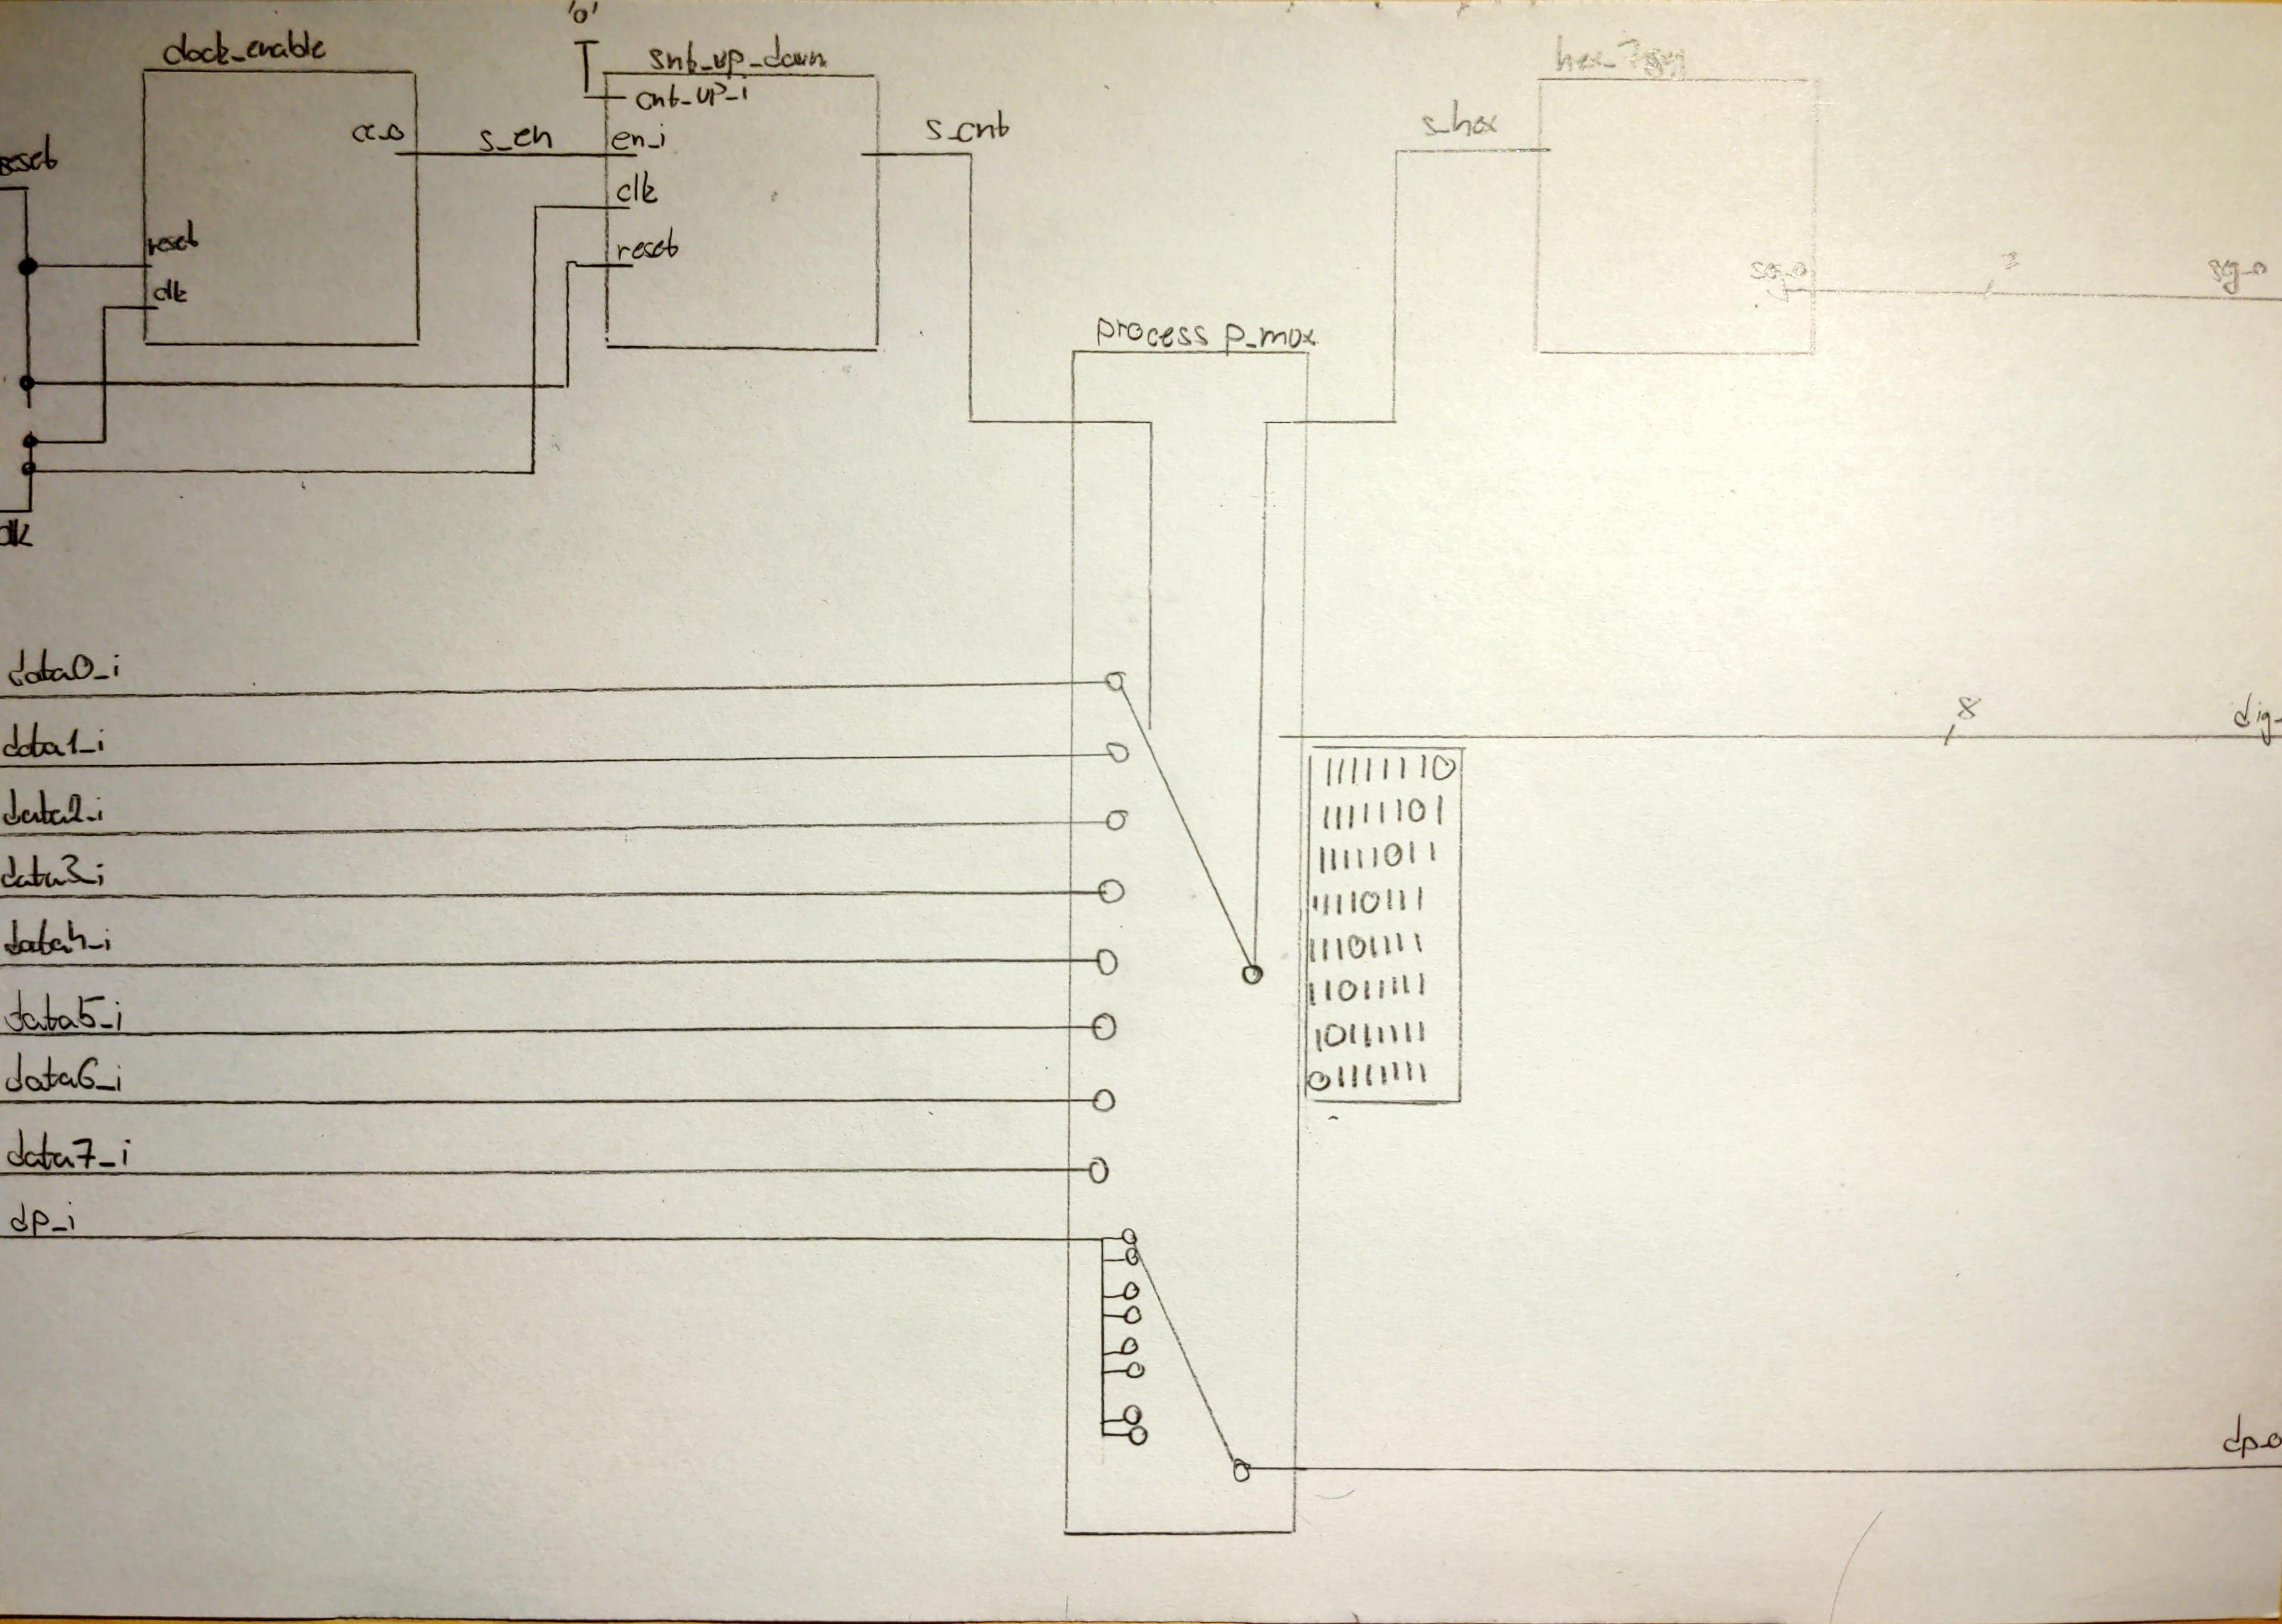 '0'
clock_enable
snt_up_down
hex_7seg
cnt_up_i
ce_o
s_en
en_i
s_cnt
s_hex
reset
clk
reset
reset
clk
seg_o
7
seg_o
process p_mux
clk
data0_i
data1_i
data2_i
data3_i
data4_i
data5_i
data6_i
data7_i
dp_i
8
dig_
11111110
11111101
11111011
11110111
11101111
11011111
10111111
01111111
dp_o